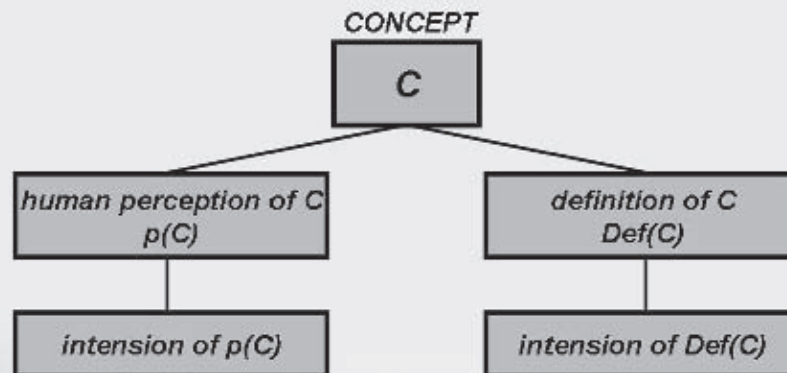 CONCEPT
C
human perception of C
p(C)
definition of C
Def(C)
intension of p(C)
intension of Def(C)